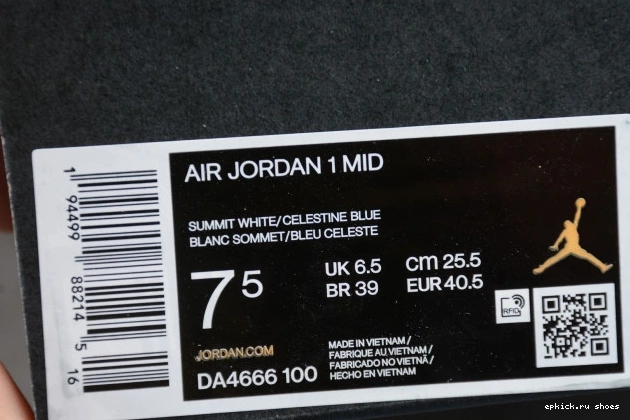 AIR JORDAN 1 MID
SUMMIT WHITE/CELESTINE BLUE
BLANC SOMMET/BLEU CELESTE
7 5
UK 6.5 cm 25.5
BR 39 EUR 40.5
RFID
JORDAN.COM
DA4666 100
MADE IN VIETNAM /
FABRIQUE AU VIETNAM /
FABRICADO NO VIETNÃ /
HECHO EN VIETNAM
1 94499 88214 5 16
epkick.ru shoes